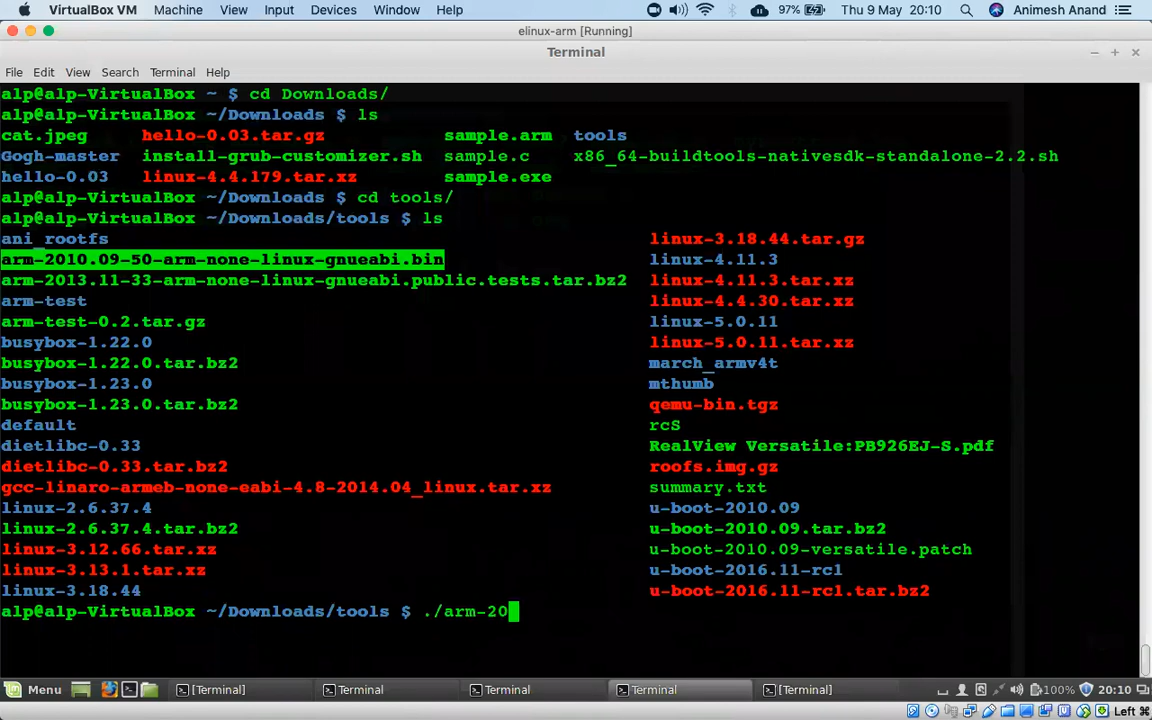 VirtualBox VM Machine View Input Devices Window Help 97% Thu 9 May 20:10 Animesh Anand
elinux-arm [Running]
Terminal
File Edit View Search Terminal Help
alp@alp-VirtualBox ~ $ cd Downloads/
alp@alp-VirtualBox ~/Downloads $ ls
cat.jpeg hello-0.03.tar.gz sample.arm tools
Gogh-master install-grub-customizer.sh sample.c x86_64-buildtools-nativesdk-standalone-2.2.sh
hello-0.03 linux-4.4.179.tar.xz sample.exe
alp@alp-VirtualBox ~/Downloads $ cd tools/
alp@alp-VirtualBox ~/Downloads/tools $ ls
ani_rootfs linux-3.18.44.tar.gz
arm-2010.09-50-arm-none-linux-gnueabi.bin linux-4.11.3
arm-2013.11-33-arm-none-linux-gnueabi.public.tests.tar.bz2 linux-4.11.3.tar.xz
arm-test linux-4.4.30.tar.xz
arm-test-0.2.tar.gz linux-5.0.11
busybox-1.22.0 linux-5.0.11.tar.xz
busybox-1.22.0.tar.bz2 march_armv4t
busybox-1.23.0 mthumb
busybox-1.23.0.tar.bz2 qemu-bin.tgz
default rcS
dietlibc-0.33 RealView Versatile:PB926EJ-S.pdf
dietlibc-0.33.tar.bz2 roofs.img.gz
gcc-linaro-armeb-none-eabi-4.8-2014.04_linux.tar.xz summary.txt
linux-2.6.37.4 u-boot-2010.09
linux-2.6.37.4.tar.bz2 u-boot-2010.09.tar.bz2
linux-3.12.66.tar.xz u-boot-2010.09-versatile.patch
linux-3.13.1.tar.xz u-boot-2016.11-rc1
linux-3.18.44 u-boot-2016.11-rc1.tar.bz2
alp@alp-VirtualBox ~/Downloads/tools $ ./arm-20
Menu [Terminal] Terminal Terminal Terminal [Terminal] 100% 20:10
Left ⌘